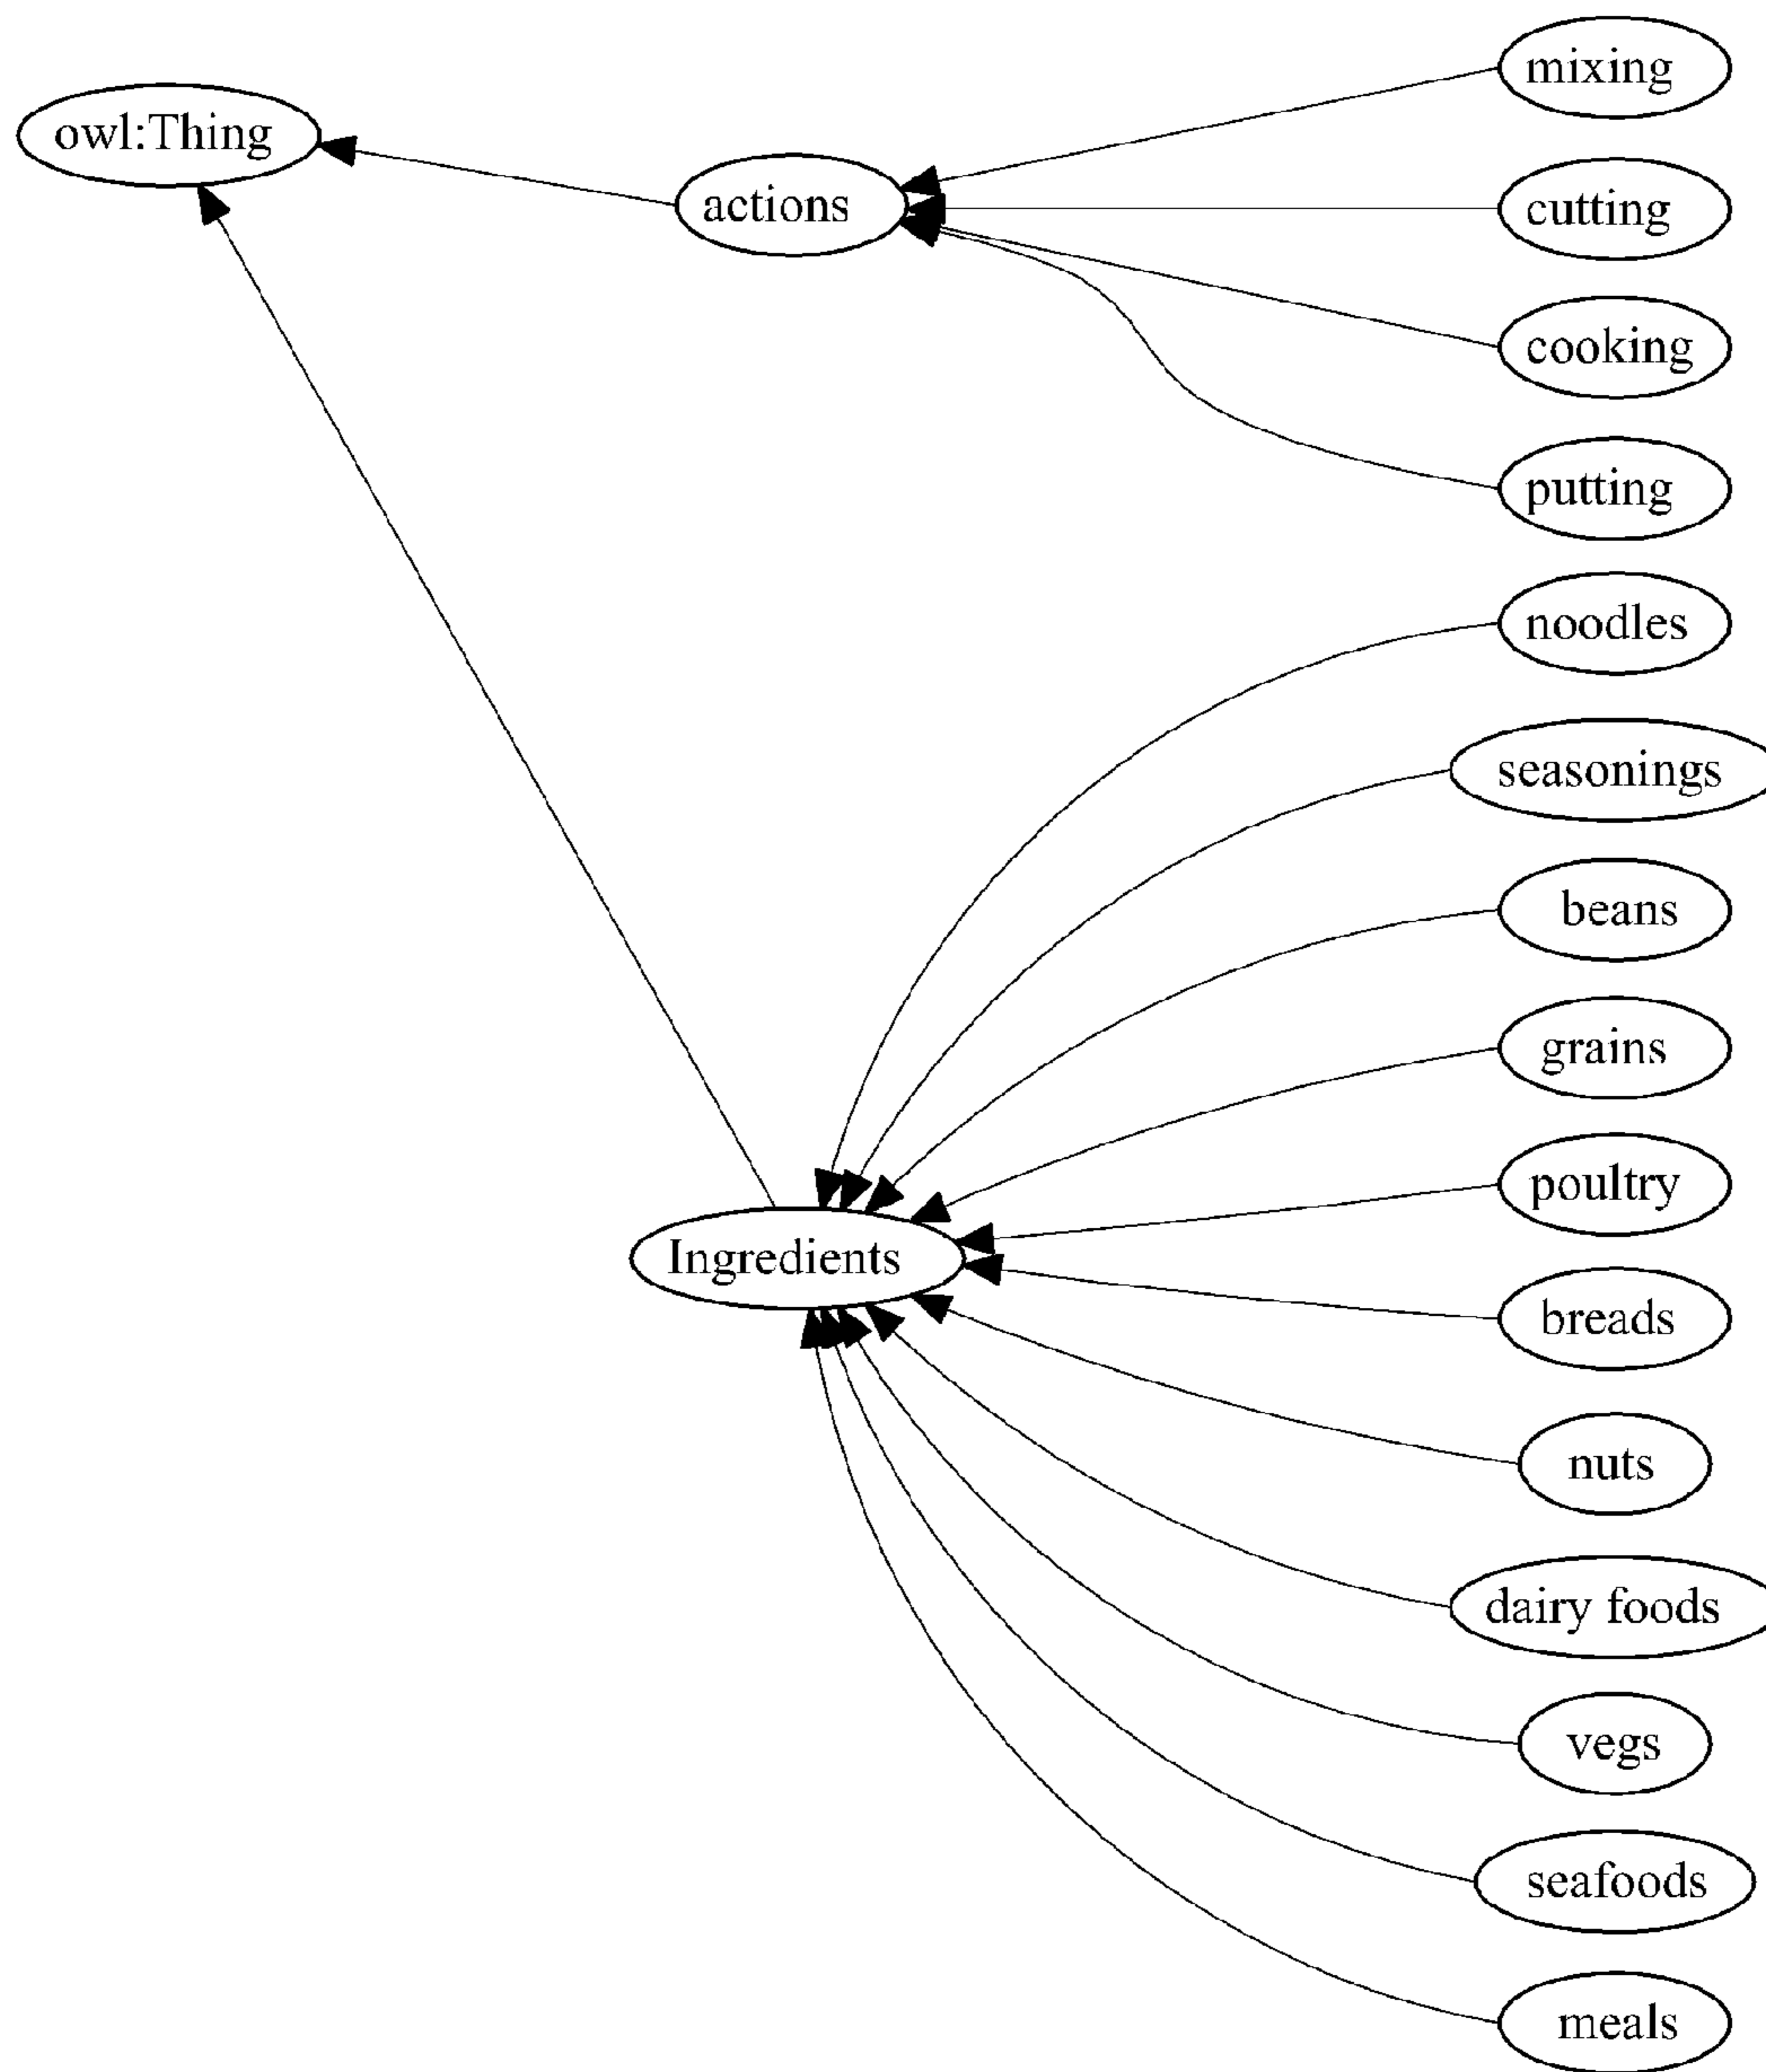 owl:Thing
actions
Ingredients
mixing
cutting
cooking
putting
noodles
seasonings
beans
grains
poultry
breads
nuts
dairy foods
vegs
seafoods
meals